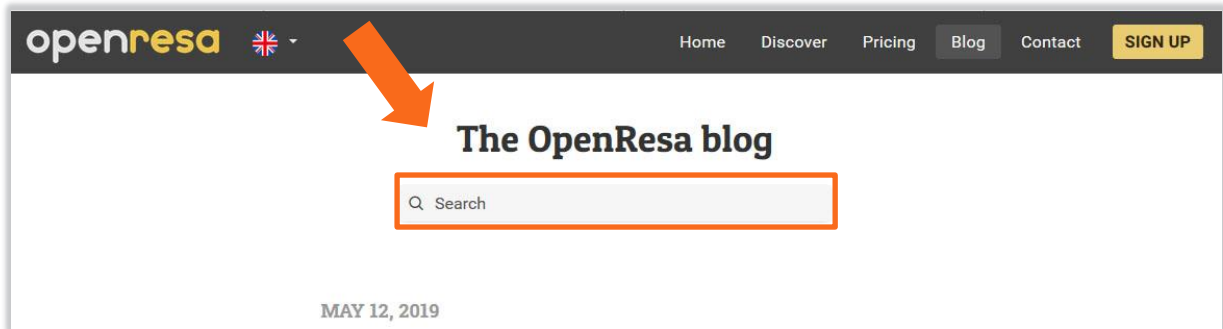 openresa Home Discover Pricing Blog Contact SIGN UP
The OpenResa blog
Search
MAY 12, 2019